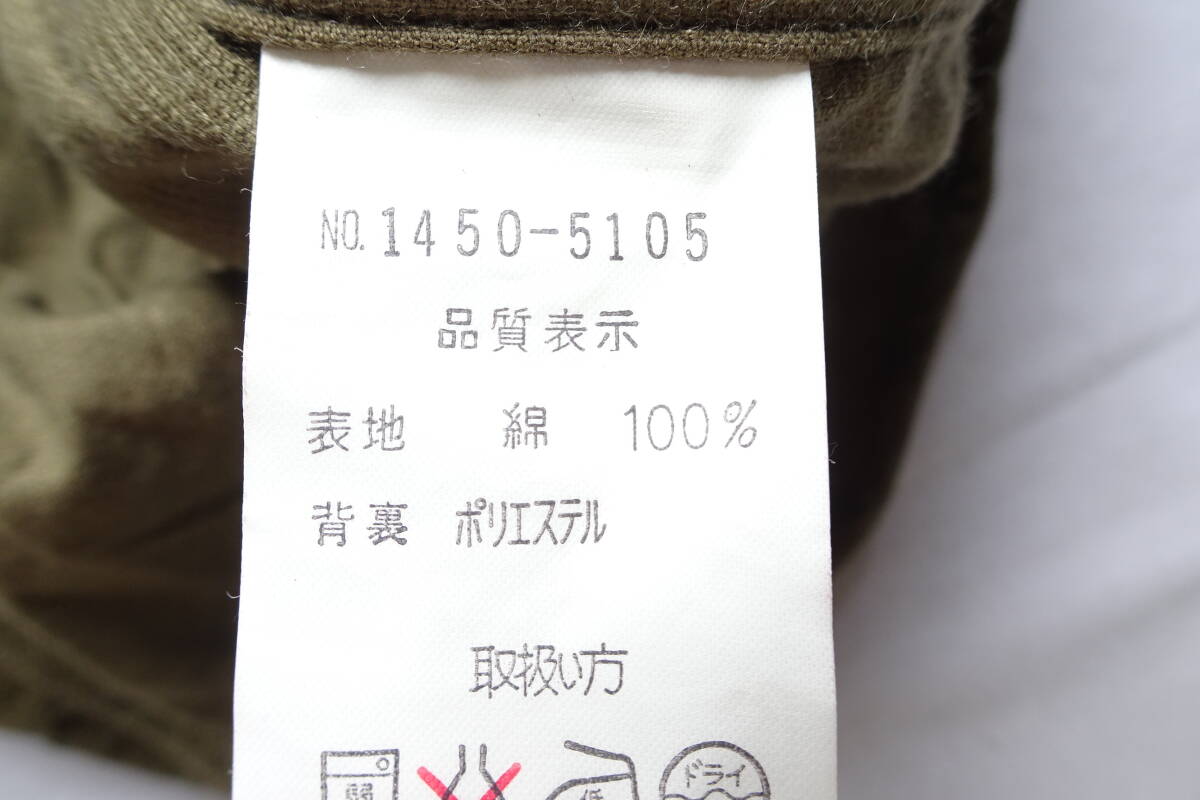 NO. 1450-5105
品質表示
表地 綿 100%
背裏 ポリエステル
取扱い方
弱 低 ドライ